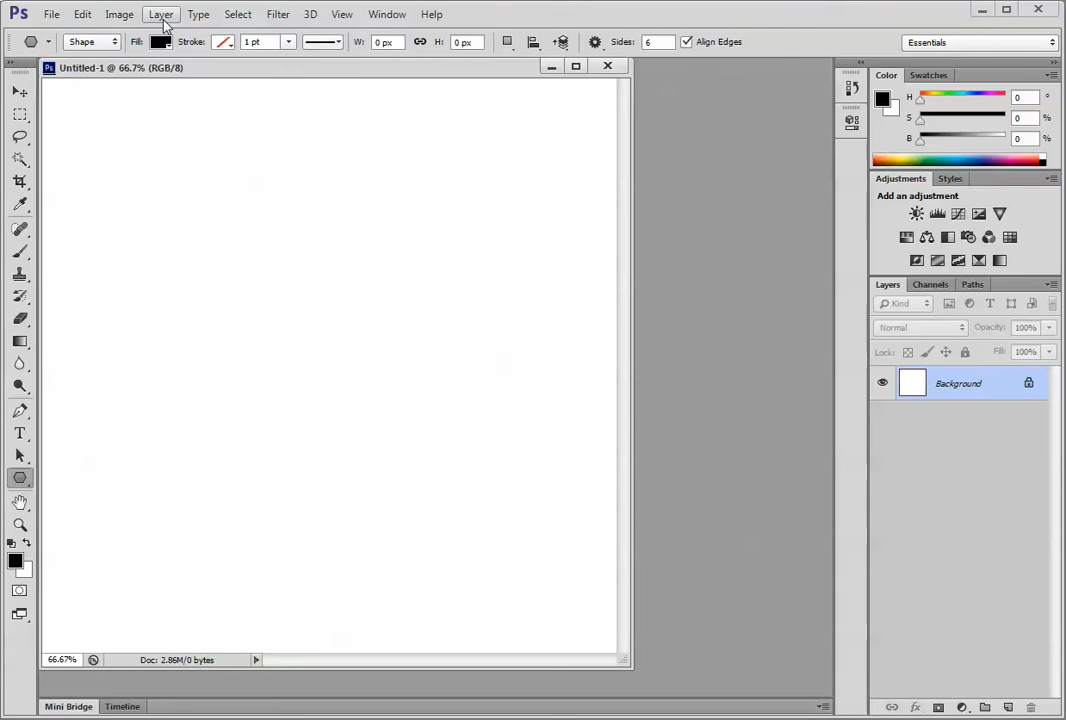 Ps File Edit Image Layer Type Select Filter 3D View Window Help
Shape Fill: Stroke: 1 pt W: 0 px H: 0 px Sides: 6 Align Edges Essentials
Ps Untitled-1 @ 66.7% (RGB/8)
Color Swatches
H 0 °
S 0 %
B 0 %
Adjustments Styles
Add an adjustment
Layers Channels Paths
Kind T
Normal Opacity: 100%
Lock: Fill: 100%
Background
T
66.67% Doc: 2.86M/0 bytes
Mini Bridge Timeline
fx